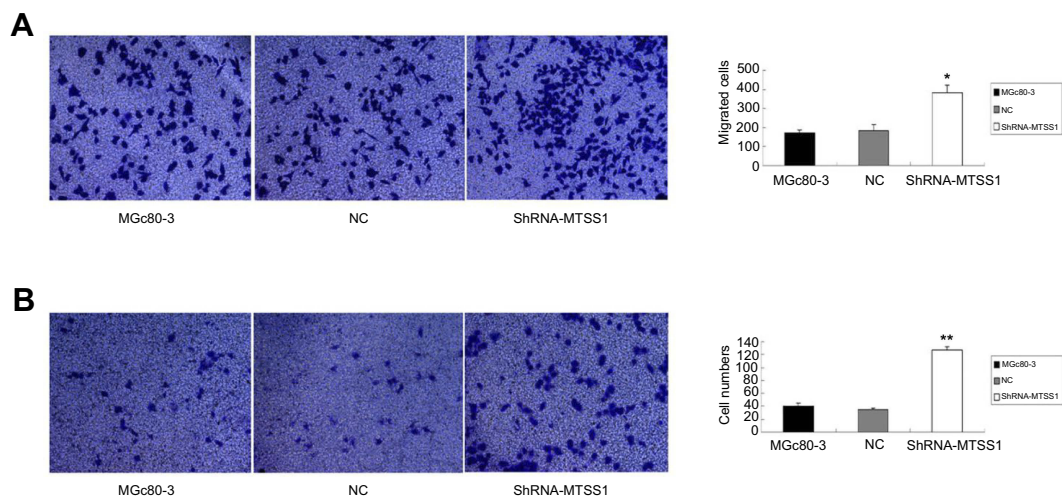 A
MGc80-3
NC
ShRNA-MTSS1
Migrated cells
500
400
300
200
100
0
*
MGc80-3
NC
ShRNA-MTSS1
MGc80-3
NC
ShRNA-MTSS1
B
MGc80-3
NC
ShRNA-MTSS1
Cell numbers
140
120
100
80
60
40
20
0
**
MGc80-3
NC
ShRNA-MTSS1
MGc80-3
NC
ShRNA-MTSS1